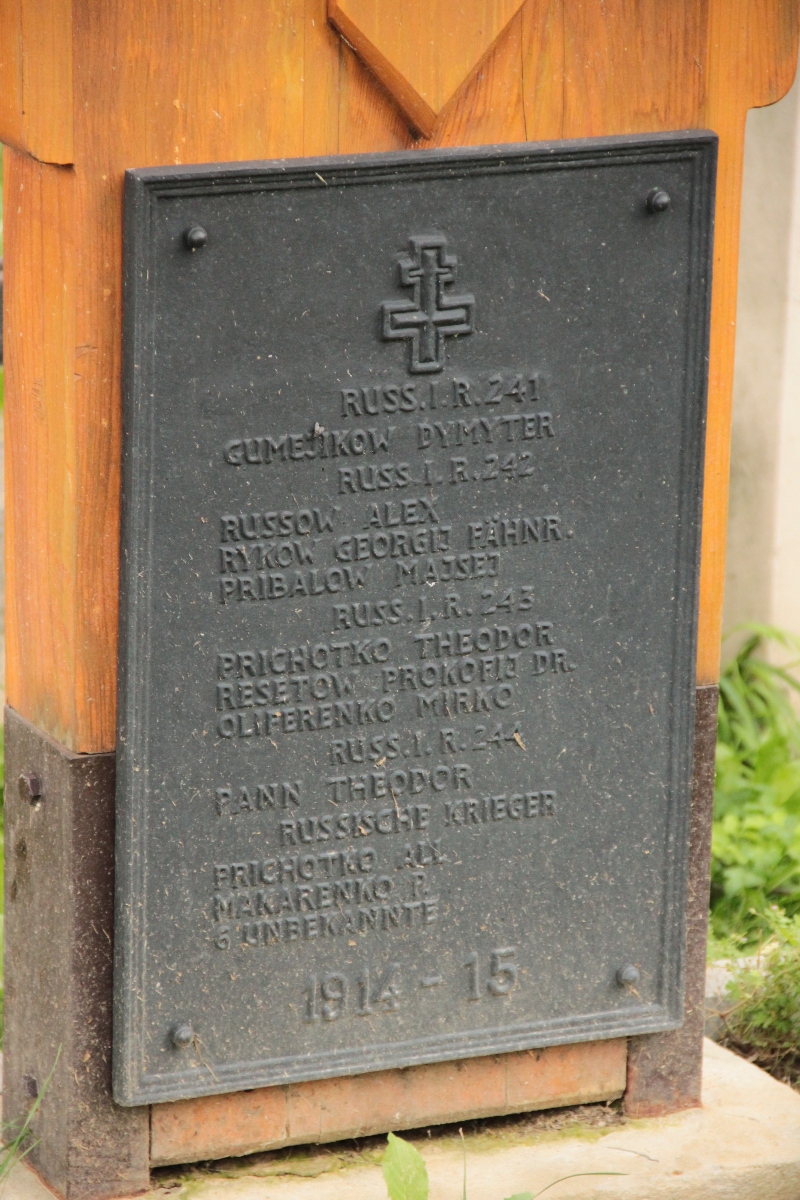 RUSS.I.R.241
GUMEJIKOW DYMYTER
RUSS.I.R.242
RUSSOW ALEX
RYKOW GEORGIJ FÄHNR.
PRIBALOW MAJSEJ
RUSS.I.R.243
PRICHOTKO THEODOR
RESETOW PROKOFIJ DR.
OLIFERENKO MIRKO
RUSS.I.R.244
PANN THEODOR
RUSSISCHE KRIEGER
PRICHOTKO
MAKARENKO
6 UNBEKANNTE
1914-15